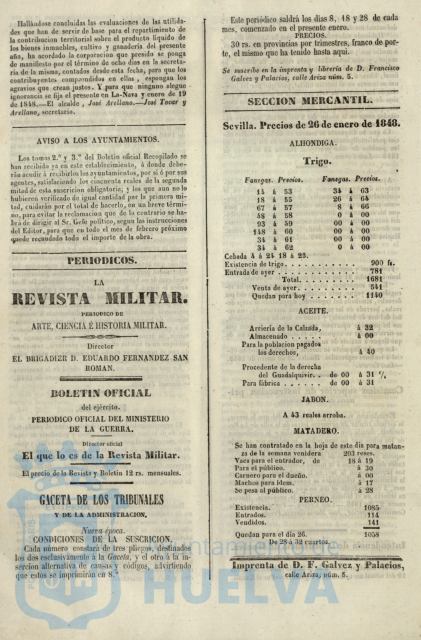 Hallándose concluidas las evaluaciones de las utilida-
des que han de servir de base para el repartimiento de
la contribucion territorial sobre el producto líquido de
los bienes inmuebles, cultivo y ganadería del presente
año, ha acordado la corporacion que presido se ponga
de manifiesto por el término de ocho dias en la secreta-
ría de la misma, contados desde esta fecha, para que los
contribuyentes comprendidos en ellas, espongan los
agravios que crean justos. Y para que ninguno alegue
ignorancia se fija el presente en La-Nava y enero de 19
de 1848.—El alcalde, José Arellano.—José Tovar y
Arellano, secretario.
AVISO A LOS AYUNTAMIENTOS.
Los tomos 2.º y 3.º del Boletin oficial Recopilado se
han recibido ya en este establecimiento, á donde debe-
rán acudir á recibirlos los ayuntamientos, por sí ó por sus
agentes, satisfaciendo los cincuenta reales de la segunda
mitad de esta suscricion obligatoria; y los que aun no lo
hubieren verificado de igual cantidad por la primera mi-
tad, cuidarán por el total de hacerlo, en un breve térmi-
no, para evitar la reclamacion que de lo contrario se ha-
brá de dirigir al Sr. Gefe político, segun las instrucciones
del Editor, para que en todo el mes de febrero próximo
quede recaudado todo el importe de la obra.
PERIODICOS.
LA
REVISTA MILITAR.
PERIODICO DE
ARTE, CIENCIA É HISTORIA MILITAR.
Director
EL BRIGADIER D. EDUARDO FERNANDEZ SAN
ROMAN.
BOLETIN OFICIAL
del ejército.
PERIODICO OFICIAL DEL MINISTERIO
DE LA GUERRA.
Director oficial
El que lo es de la Revista Militar.
El precio de la Revista y Boletin 12 rs. mensuales.
GACETA DE LOS TRIBUNALES
Y DE LA ADMINISTRACION,
Nueva época.
CONDICIONES DE LA SUSCRICION.
Cada número constará de tres pliegos, destinados
los dos esclusivamente á la Gaceta, y el otro á la in-
sercion alternativa de causas y códigos, advirtiendo
que estos se imprimirán en 8.º
Este periódico saldrá los dias 8, 18 y 28 de cada
mes, comenzado en el presente enero.
PRECIOS.
30 rs. en provincias por trimestres, franco de por-
te, el mismo que ha tenido hasta aquí.
Se suscribe en la imprenta y librería de D. Francisco
Galvez y Palacios, calle Ariza núm. 5.
SECCION MERCANTIL.
Sevilla. Precios de 26 de enero de 1848.
ALHONDIGA.
Trigo.
Fanegas. Precios. Fanegas. Precios.
14 á 53 34 á 63
18 á 55 26 á 64
67 á 57 8 á 66
58 á 58 0 á 00
93 á 59 00 á 00
148 á 60 00 á 00
34 á 61 00 á 00
34 á 62 0 á 00
Cebada á á 21 18 á 23.
Existencia de trigo. 900 fs.
Entrada de ayer 781
Total. 1681
Venta de ayer 541
Quedan para hoy 1140
ACEITE.
Arriería de la Calzada, á 32
Almacenado á 00
Para la poblacion pagados
los derechos, á 40
Procedente de la derecha
del Guadalquivir. de 00 á 31
Para fábrica de 00 á 31
JABON.
A 43 reales arroba.
MATADERO.
Se han contratado en la hoja de este dia para matan-
za de la semana venidera 203 reses.
Vaca para el entrador, de 18 á 19
Para el público. á 30
Carnero para el dueño. á 00
Machos para idem. á 17
Se pesa al público. á 28
PERNEO.
Existencia. 1085
Entrados. 114
Vendidos. 141
Quedan para el dia 26. 1058
De 28 á 32 cuartos.
Imprenta de D. F. Galvez y Palacios,
calle Ariza, núm. 5.
Ayuntamiento de
HUELVA